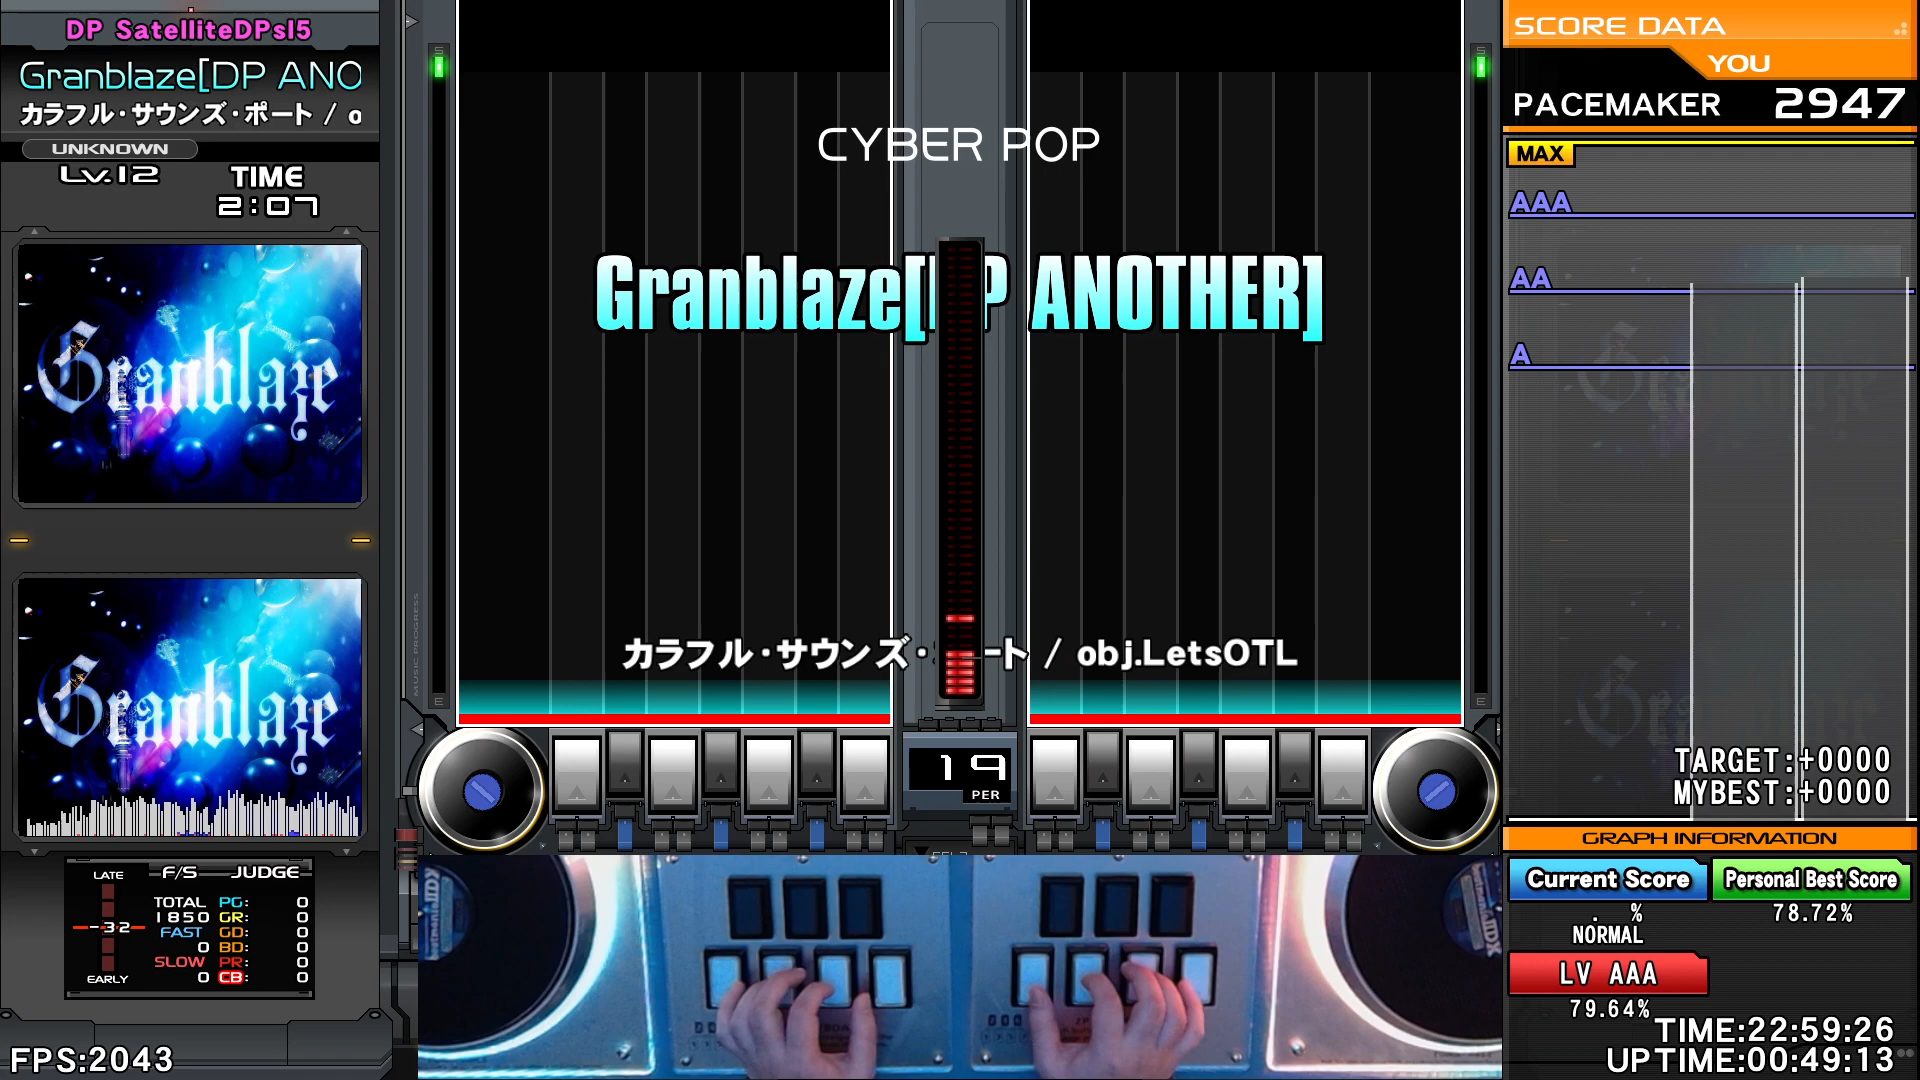 DP SatelliteDPsl5
Granblaze[DP ANO
カラフル・サウンズ・ポート / o
UNKNOWN
Lv.12
TIME
2:07
Granblaze
Granblaze
LATE
F/S JUDGE
TOTAL PG: 0
1850 GR: 0
FAST GD: 0
0 BD: 0
SLOW PR: 0
0 CB: 0
-32
EARLY
FPS:2043
S
MUSIC PROGRESS
E
CYBER POP
Granblaze[DP ANOTHER]
カラフル・サウンズ・ ート / obj.LetsOTL
19
PER
S
E
SCORE DATA
YOU
PACEMAKER 2947
MAX
AAA
AA
A
TARGET:+0000
MYBEST:+0000
GRAPH INFORMATION
Current Score
Personal Best Score
. %
78.72%
NORMAL
LV AAA
79.64%
TIME:22:59:26
UPTIME:00:49:13